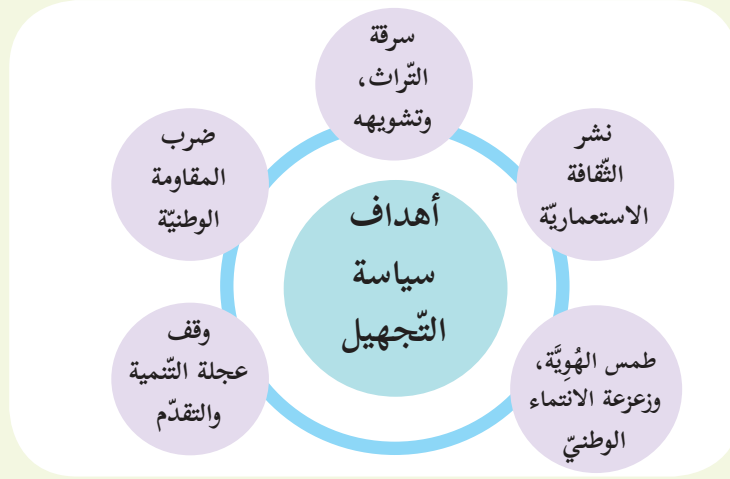 سرقة
التّراث،
وتشويهه
نشر
الثّقافة
الاستعماريّة
ضرب
المقاومة
الوطنيّة
أهداف
سياسة
التّجهيل
طمس الهُوِيَّة،
وزعزعة الانتماء
الوطنيّ
وقف
عجلة التّنمية
والتقدّم